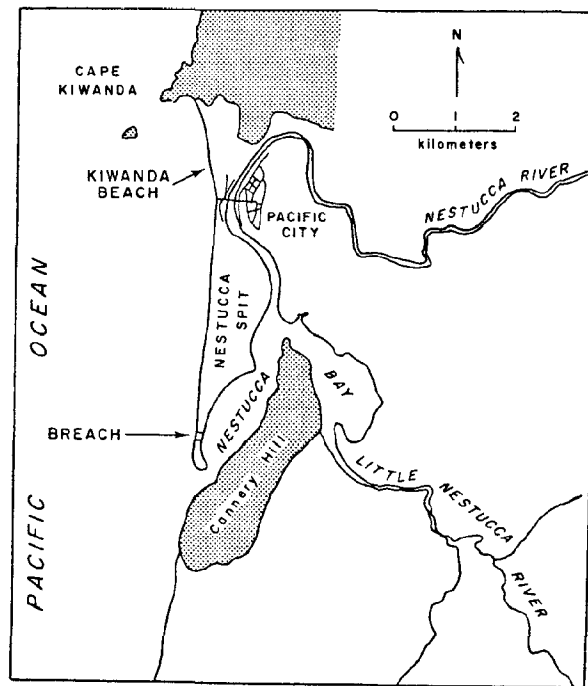 CAPE
KIWANDA
N
0 1 2
kilometers
KIWANDA
BEACH
NESTUCCA RIVER
PACIFIC
CITY
OCEAN
NESTUCCA
SPIT
BAY
NESTUCCA
BREACH
LITTLE NESTUCCA
RIVER
Cannery Hill
PACIFIC